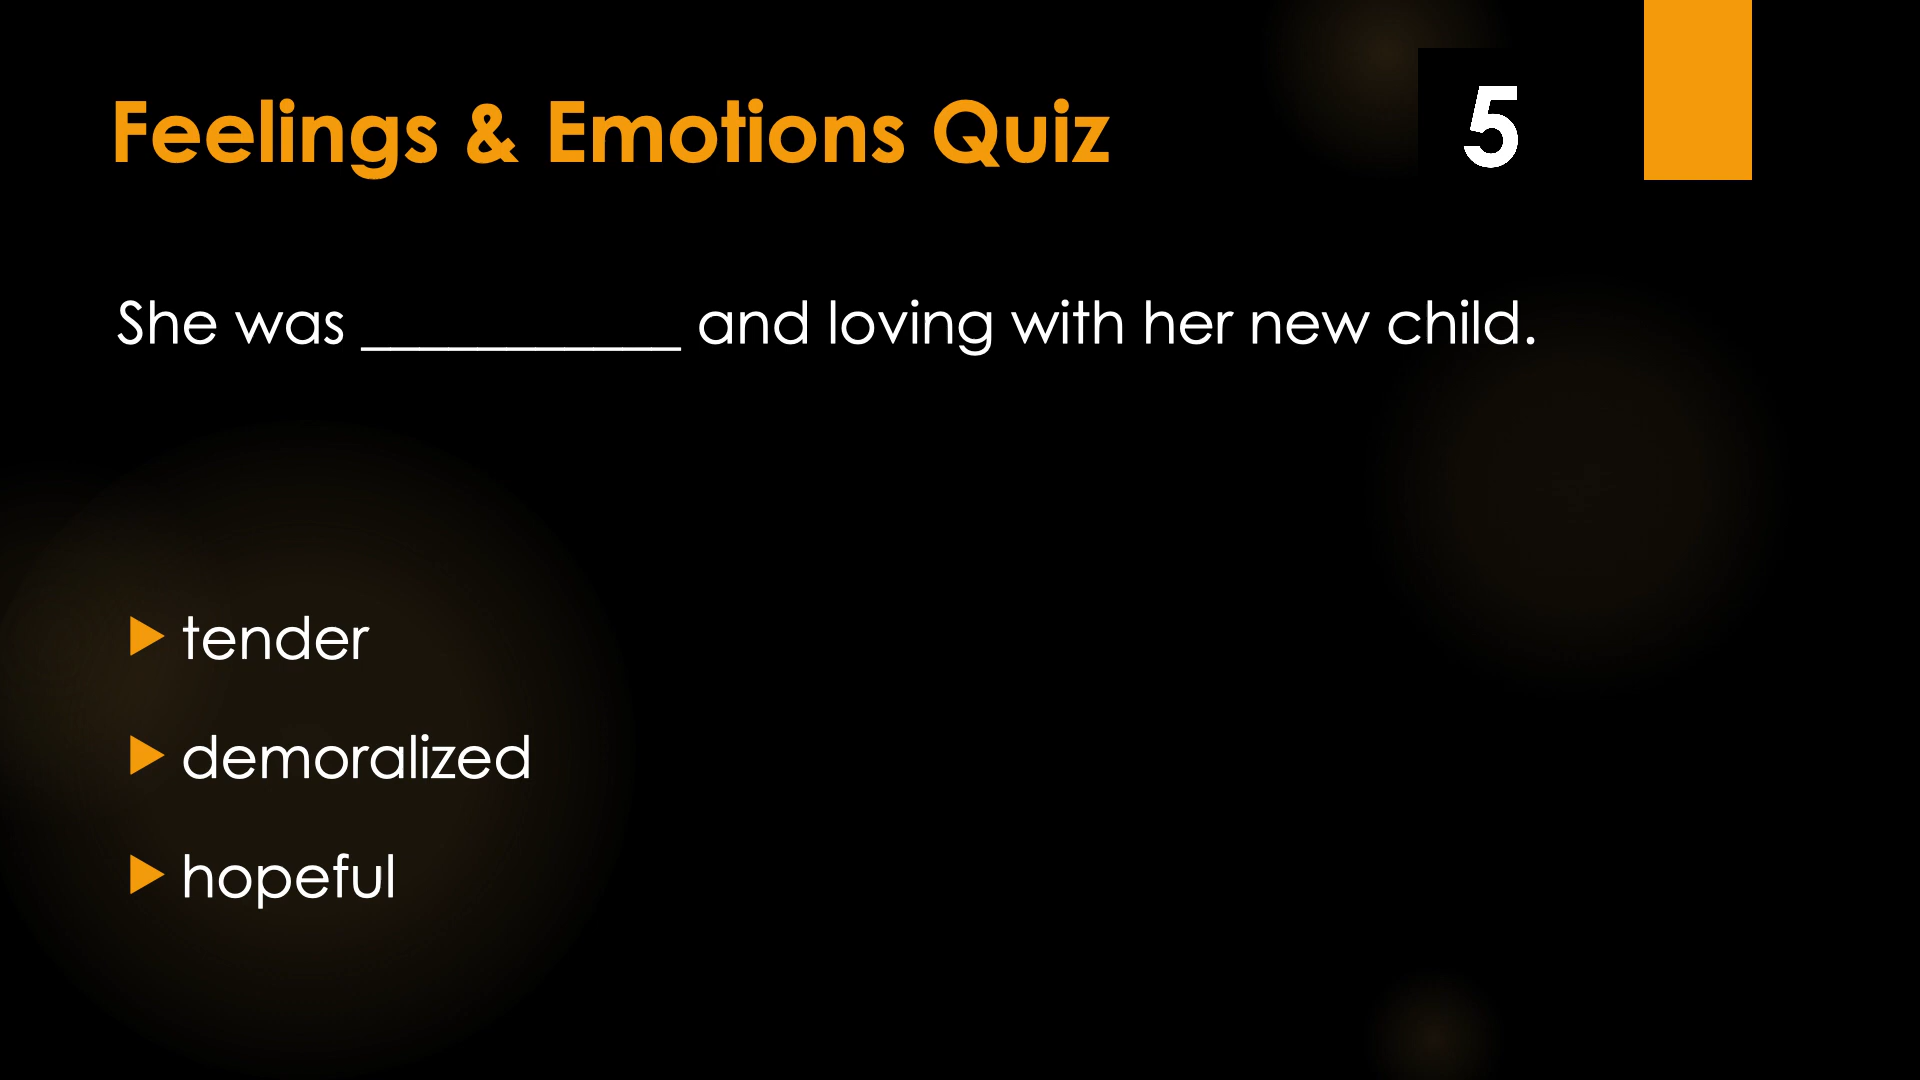 Feelings & Emotions Quiz
5
She was ___________ and loving with her new child.
tender
demoralized
hopeful